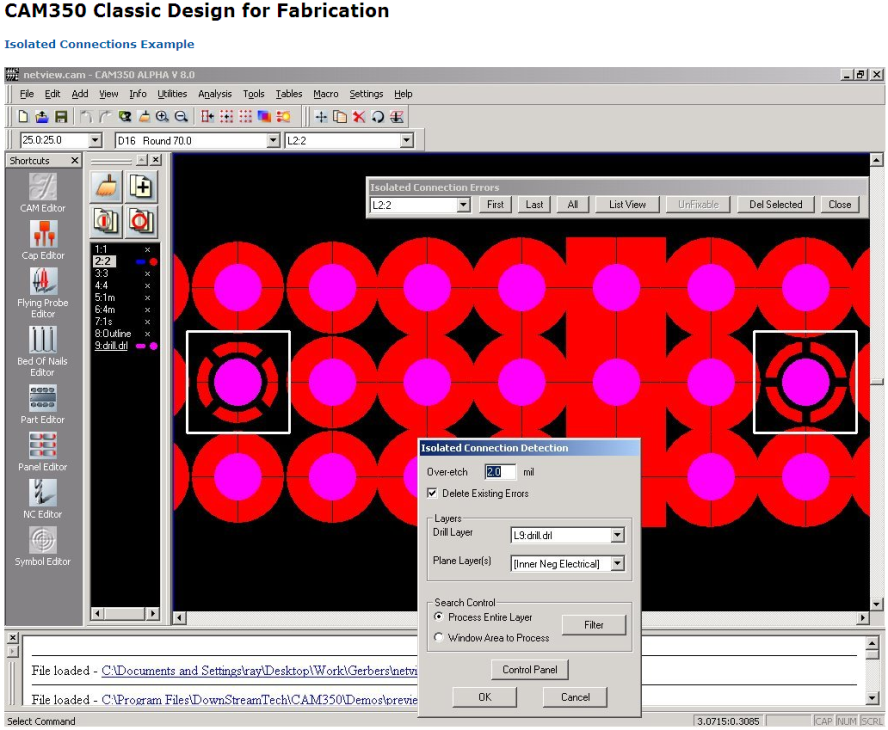 CAM350 Classic Design for Fabrication
Isolated Connections Example
netview.cam - CAM350 ALPHA V 8.0
File Edit Add View Info Utilities Analysis Tools Tables Macro Settings Help
25.0:25.0 D16 Round 70.0 L2:2
Shortcuts
CAM Editor
Cap Editor
Flying Probe
Editor
Bed Of Nails
Editor
Part Editor
Panel Editor
NC Editor
Symbol Editor
1:1
2:2
3:3
4:4
5:1m
6:4m
7:1s
8:Outline
9:drill.drl
Isolated Connection Errors
L2:2 First Last All List View UnFixable Del Selected Close
Isolated Connection Detection
Over-etch 2.0 mil
Delete Existing Errors
Layers
Drill Layer L9:drill.drl
Plane Layer(s) [Inner Neg Electrical]
Search Control
Process Entire Layer
Filter
Window Area to Process
Control Panel
OK Cancel
File loaded - C:\Documents and Settings\ray\Desktop\Work\Gerbers\netvi
File loaded - C:\Program Files\DownStreamTech\CAM350\Demos\previe
Select Command 3.0715:0.3085 CAP NUM SCRL